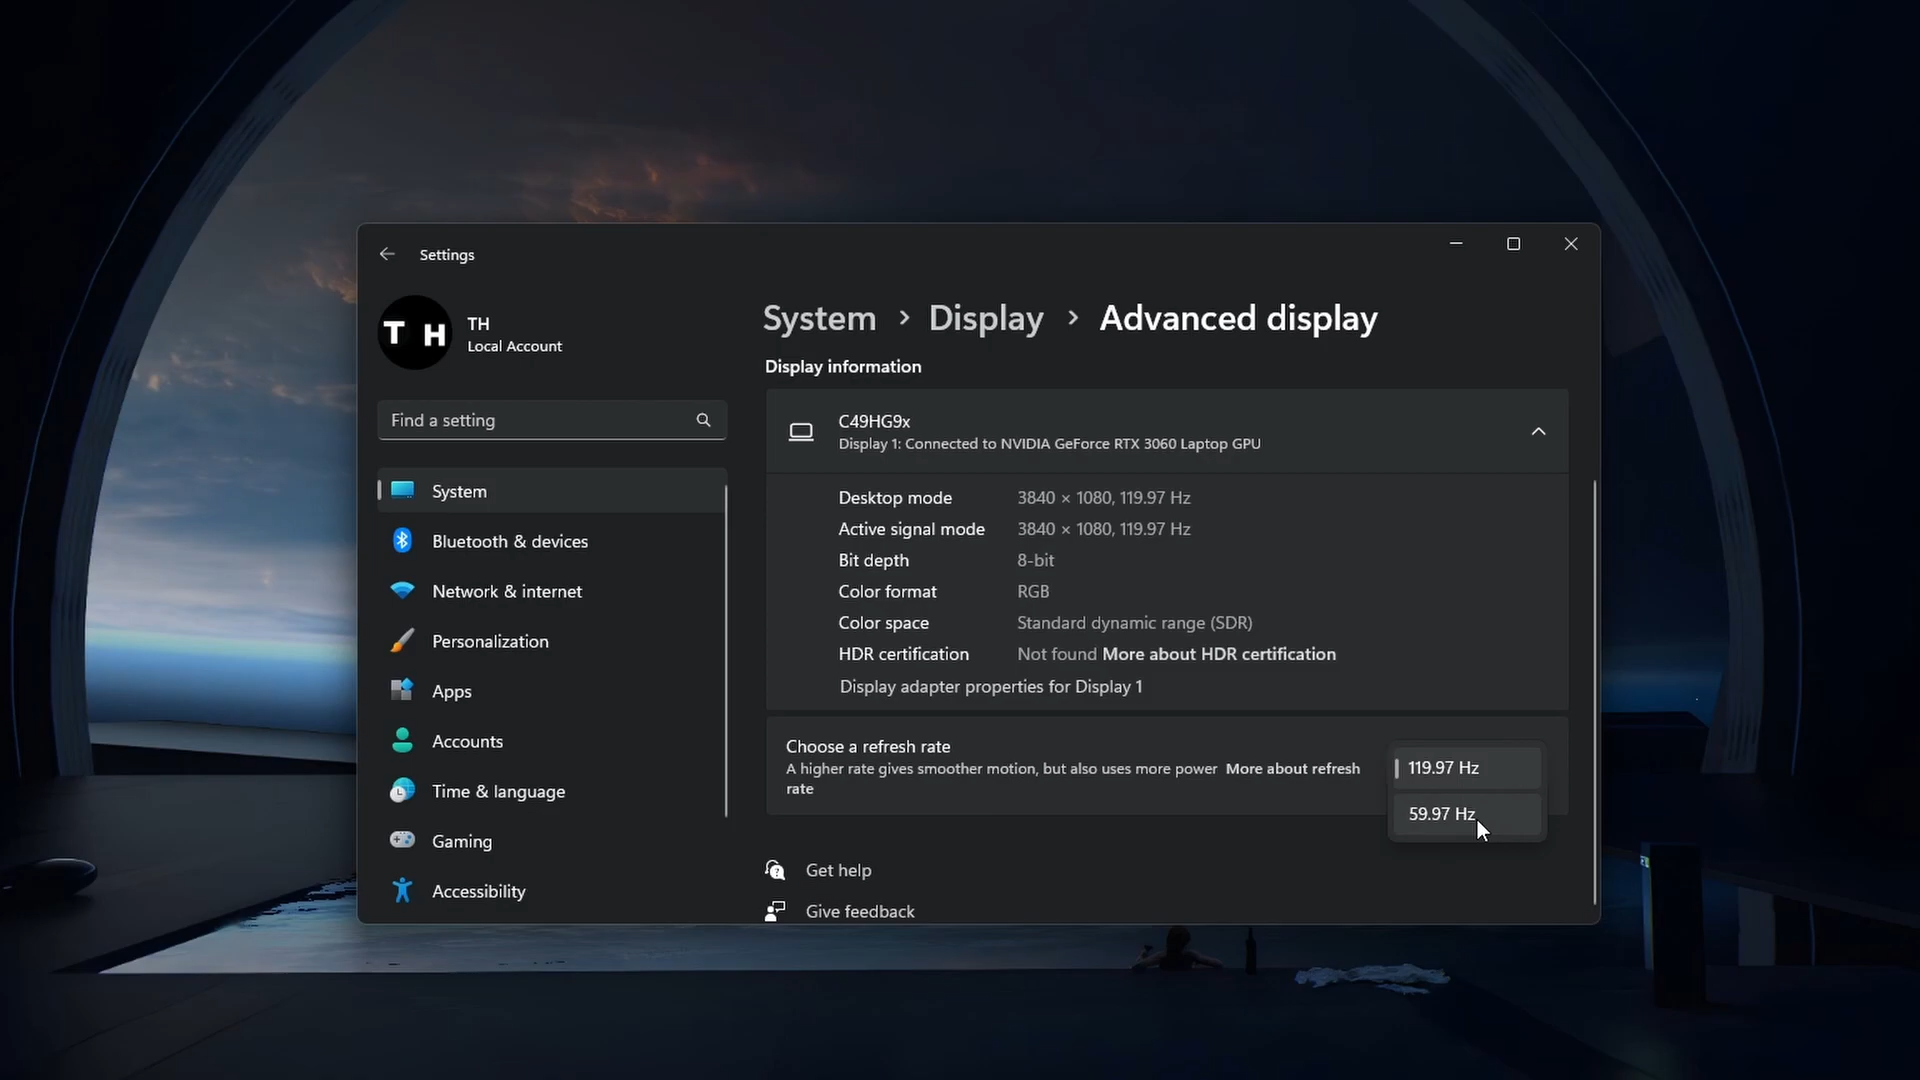 Settings
TH
TH
Local Account
Find a setting
System
Bluetooth & devices
Network & internet
Personalization
Apps
Accounts
Time & language
Gaming
Accessibility
System > Display > Advanced display
Display information
C49HG9x
Display 1: Connected to NVIDIA GeForce RTX 3060 Laptop GPU
Desktop mode 3840 × 1080, 119.97 Hz
Active signal mode 3840 × 1080, 119.97 Hz
Bit depth 8-bit
Color format RGB
Color space Standard dynamic range (SDR)
HDR certification Not found More about HDR certification
Display adapter properties for Display 1
Choose a refresh rate
A higher rate gives smoother motion, but also uses more power More about refresh
rate
119.97 Hz
59.97 Hz
Get help
Give feedback